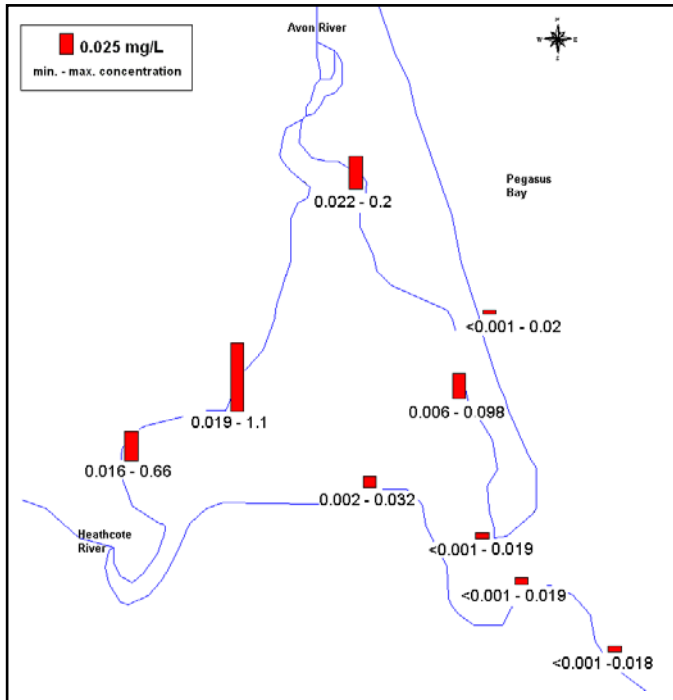 Avon River
0.025 mg/L
min. - max. concentration
W E
Pegasus
Bay
0.022 - 0.2
<0.001 - 0.02
0.006 - 0.098
0.019 - 1.1
0.016 - 0.66
0.002 - 0.032
Heathcote
River
<0.001 - 0.019
<0.001 - 0.019
<0.001 -0.018